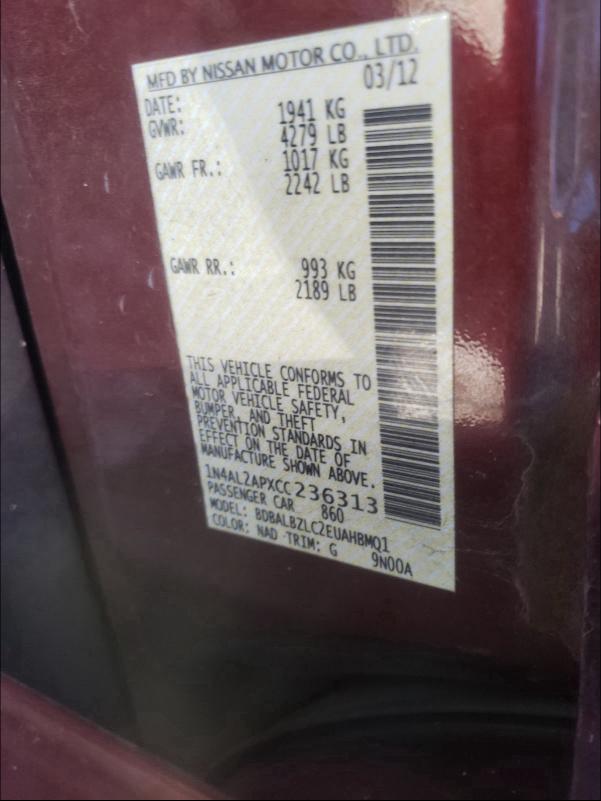 MFD BY NISSAN MOTOR CO., LTD.
DATE: 03/12
GVWR: 1941 KG
4279 LB
GAWR FR.: 1017 KG
2242 LB
GAWR RR.: 993 KG
2189 LB
THIS VEHICLE CONFORMS TO
ALL APPLICABLE FEDERAL
MOTOR VEHICLE SAFETY,
BUMPER, AND THEFT
PREVENTION STANDARDS IN
EFFECT ON THE DATE OF
MANUFACTURE SHOWN ABOVE.
1N4AL2APXCC236313
PASSENGER CAR 860
MODEL: BDBALBZLC2EUAHBMQ1
COLOR: NAD TRIM: G 9N00A